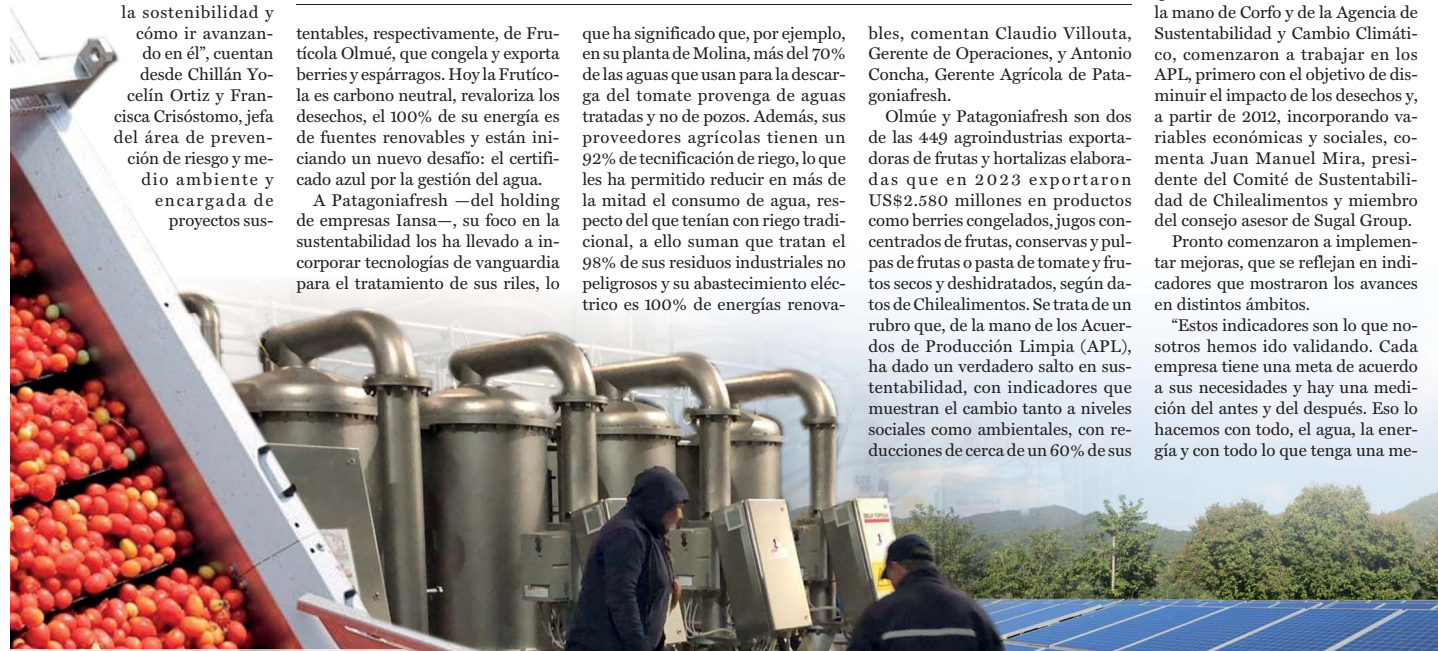 la sostenibilidad y
cómo ir avanzan-
do en él”, cuentan
desde Chillán Yo-
celín Ortiz y Fran-
cisca Crisóstomo, jefa
del área de preven-
ción de riesgo y me-
dio ambiente y
encargada de
proyectos sus-
tentables, respectivamente, de Fru-
tícola Olmué, que congela y exporta
berries y espárragos. Hoy la Frutíco-
la es carbono neutral, revaloriza los
desechos, el 100% de su energía es
de fuentes renovables y están ini-
ciando un nuevo desafío: el certifi-
cado azul por la gestión del agua.
A Patagoniafresh —del holding
de empresas Iansa—, su foco en la
sustentabilidad los ha llevado a in-
corporar tecnologías de vanguardia
para el tratamiento de sus riles, lo
que ha significado que, por ejemplo,
en su planta de Molina, más del 70%
de las aguas que usan para la descar-
ga del tomate provenga de aguas
tratadas y no de pozos. Además, sus
proveedores agrícolas tienen un
92% de tecnificación de riego, lo que
les ha permitido reducir en más de
la mitad el consumo de agua, res-
pecto del que tenían con riego tradi-
cional, a ello suman que tratan el
98% de sus residuos industriales no
peligrosos y su abastecimiento eléc-
trico es 100% de energías renova-
bles, comentan Claudio Villouta,
Gerente de Operaciones, y Antonio
Concha, Gerente Agrícola de Pata-
goniafresh.
Olmúe y Patagoniafresh son dos
de las 449 agroindustrias exporta-
doras de frutas y hortalizas elabora-
das que en 2023 exportaron
US$2.580 millones en productos
como berries congelados, jugos con-
centrados de frutas, conservas y pul-
pas de frutas o pasta de tomate y fru-
tos secos y deshidratados, según da-
tos de Chilealimentos. Se trata de un
rubro que, de la mano de los Acuer-
dos de Producción Limpia (APL),
ha dado un verdadero salto en sus-
tentabilidad, con indicadores que
muestran el cambio tanto a niveles
sociales como ambientales, con re-
ducciones de cerca de un 60% de sus
la mano de Corfo y de la Agencia de
Sustentabilidad y Cambio Climáti-
co, comenzaron a trabajar en los
APL, primero con el objetivo de dis-
minuir el impacto de los desechos y,
a partir de 2012, incorporando va-
riables económicas y sociales, co-
menta Juan Manuel Mira, presi-
dente del Comité de Sustentabili-
dad de Chilealimentos y miembro
del consejo asesor de Sugal Group.
Pronto comenzaron a implemen-
tar mejoras, que se reflejan en indi-
cadores que mostraron los avances
en distintos ámbitos.
“Estos indicadores son lo que no-
sotros hemos ido validando. Cada
empresa tiene una meta de acuerdo
a sus necesidades y hay una medi-
ción del antes y del después. Eso lo
hacemos con todo, el agua, la ener-
gía y con todo lo que tenga una me-